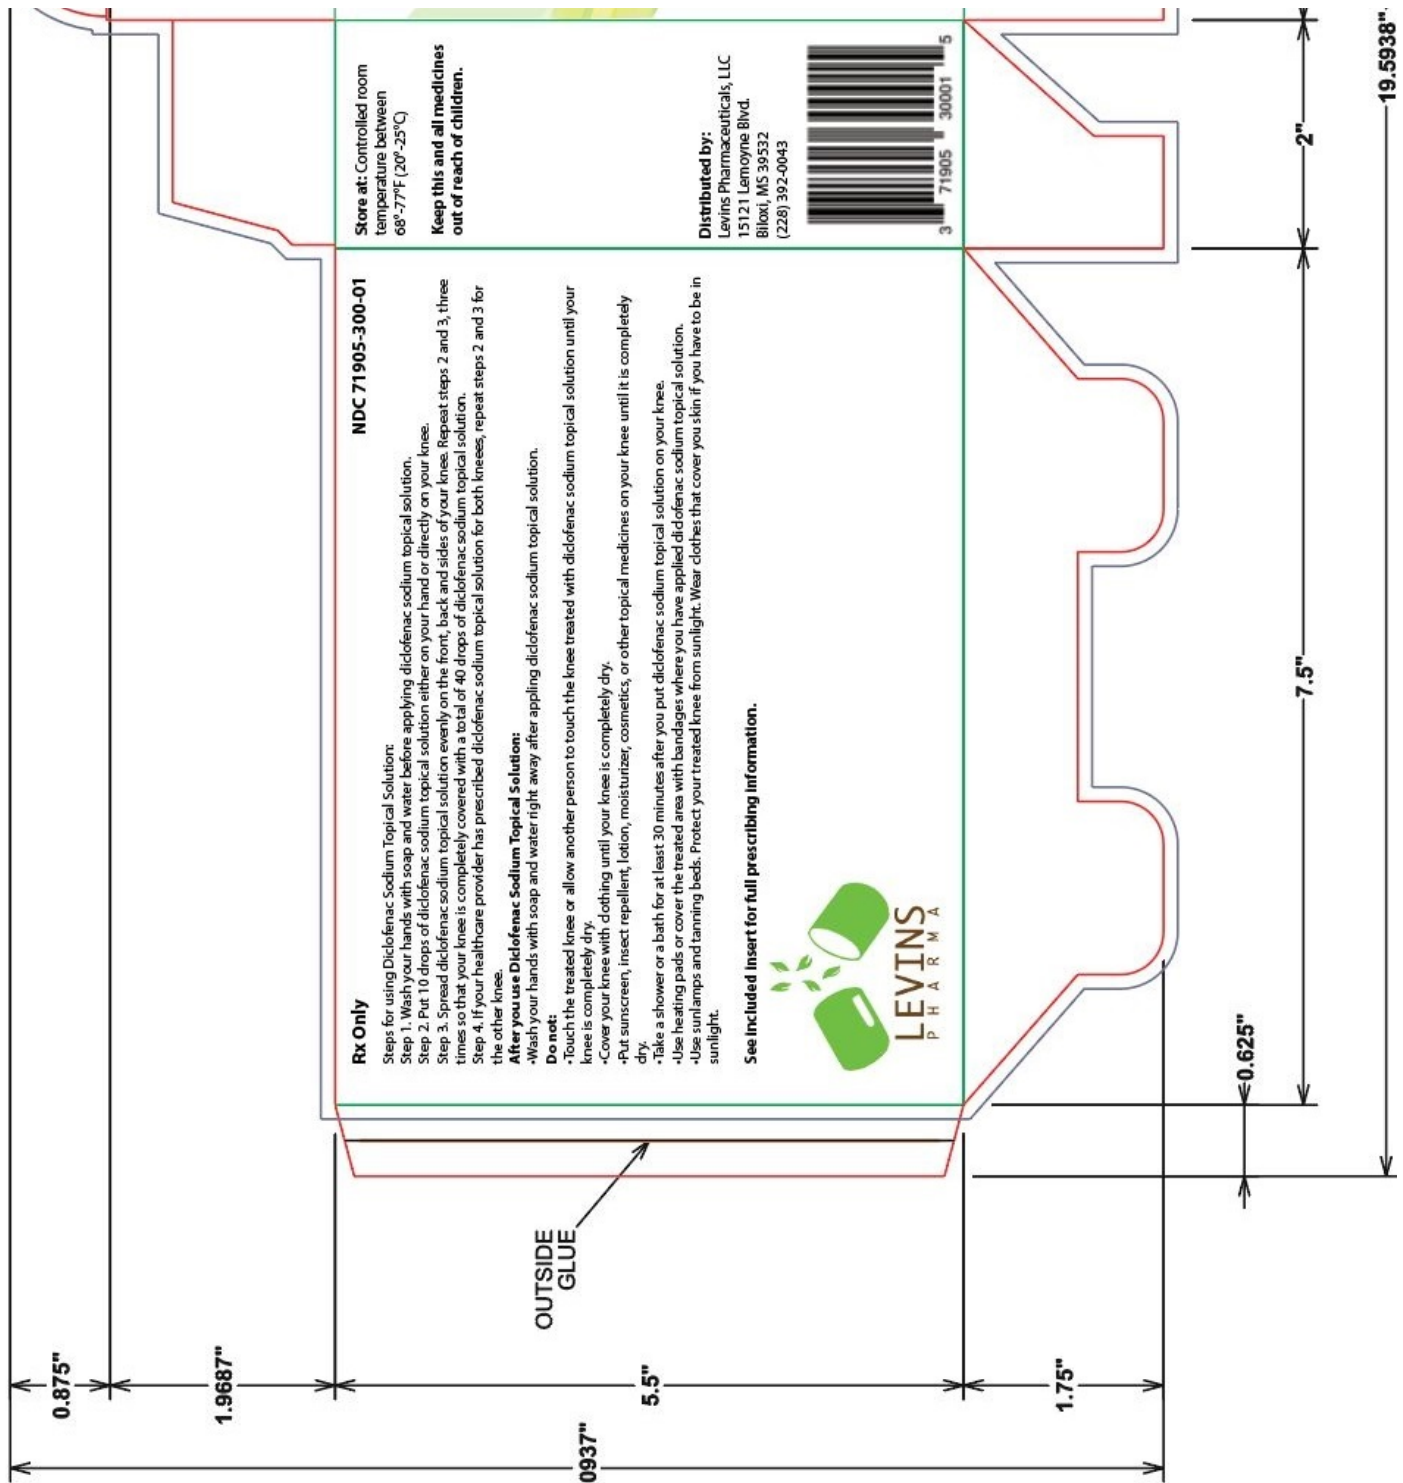 Rx Only
NDC 71905-300-01
Steps for using Diclofenac Sodium Topical Solution:
Step 1. Wash your hands with soap and water before applying diclofenac sodium topical solution.
Step 2. Put 10 drops of diclofenac sodium topical solution either on your hand or directly on your knee.
Step 3. Spread diclofenac sodium topical solution evenly on the front, back and sides of your knee. Repeat steps 2 and 3, three
times so that your knee is completely covered with a total of 40 drops of diclofenac sodium topical solution.
Step 4. If your healthcare provider has prescribed diclofenac sodium topical solution for both kneees, repeat steps 2 and 3 for
the other knee.
After you use Diclofenac Sodium Topical Solution:
•Wash your hands with soap and water right away after appling diclofenac sodium topical solution.
Do not:
•Touch the treated knee or allow another person to touch the knee treated with diclofenac sodium topical solution until your
knee is completely dry.
•Cover your knee with clothing until your knee is completely dry.
•Put sunscreen, insect repellent, lotion, moisturizer, cosmetics, or other topical medicines on your knee until it is completely
dry.
•Take a shower or a bath for at least 30 minutes after you put diclofenac sodium topical solution on your knee.
•Use heating pads or cover the treated area with bandages where you have applied diclofenac sodium topical solution.
•Use sunlamps and tanning beds. Protect your treated knee from sunlight. Wear clothes that cover you skin if you have to be in
sunlight.
See included insert for full prescribing information.
LEVINS
PHARMA
Store at: Controlled room
temperature between
68°-77°F (20°-25°C)
Keep this and all medicines
out of reach of children.
Distributed by:
Levins Pharmaceuticals, LLC
15121 Lemoyne Blvd.
Biloxi, MS 39532
(228) 392-0043
3 71905 30001 5
OUTSIDE
GLUE
0.875"
1.9687"
5.5"
1.75"
0937"
0.625"
7.5"
2"
19.5938"